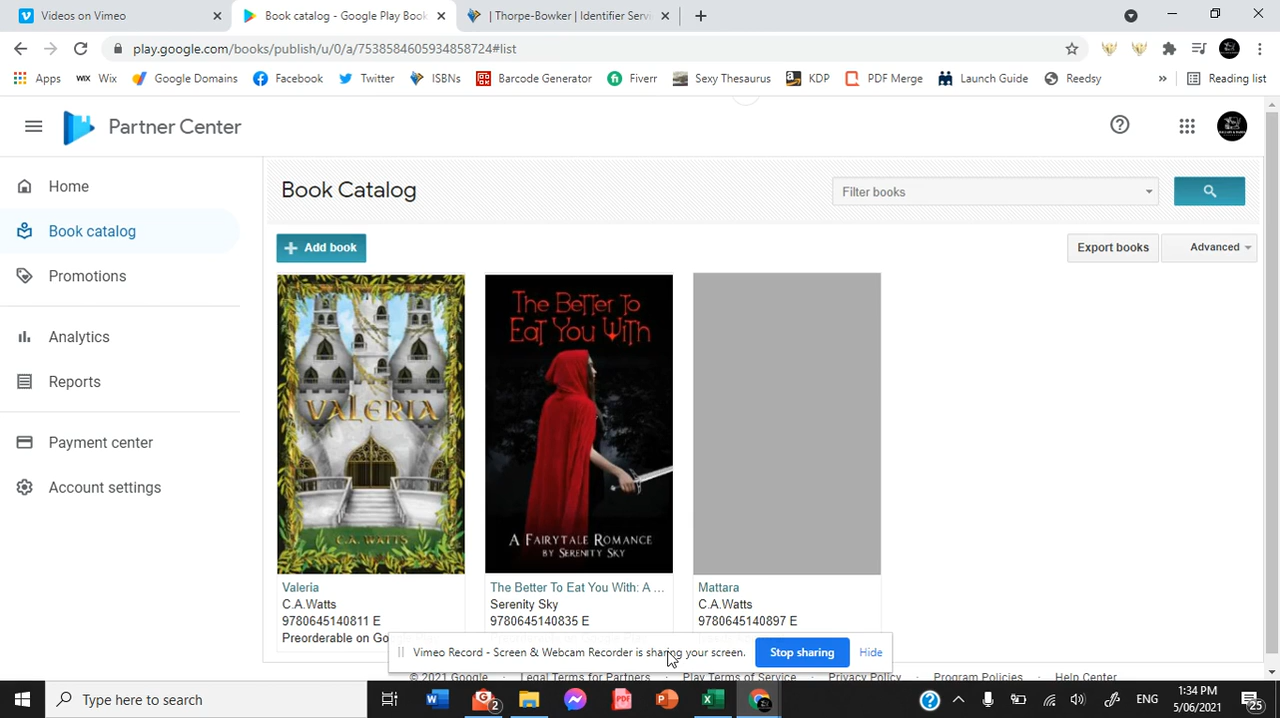 Videos on Vimeo
Book catalog - Google Play Book
| Thorpe-Bowker | Identifier Serv
play.google.com/books/publish/u/0/a/7538584605934858724#list
Apps
WIX Wix
Google Domains
Facebook
Twitter
ISBNs
Barcode Generator
Fiverr
Sexy Thesaurus
KDP
PDF Merge
Launch Guide
Reedsy
»
Reading list
Partner Center
Home
Book catalog
Promotions
Analytics
Reports
Payment center
Account settings
Book Catalog
Filter books
Add book
Export books
Advanced
VALERIA
C.A. WATTS
The Better To
Eat You With
A Fairytale Romance
by Serenity Sky
Valeria
C.A.Watts
9780645140811 E
Preorderable on Go
The Better To Eat You With: A ...
Serenity Sky
9780645140835 E
Mattara
C.A.Watts
9780645140897 E
Vimeo Record - Screen & Webcam Recorder is sharing your screen.
Stop sharing
Hide
© 2021 Google
Legal Terms for Partners
Play Terms of Service
Privacy Policy
Program Policies
Help Center
Type here to search
2
ENG
1:34 PM
5/06/2021
25